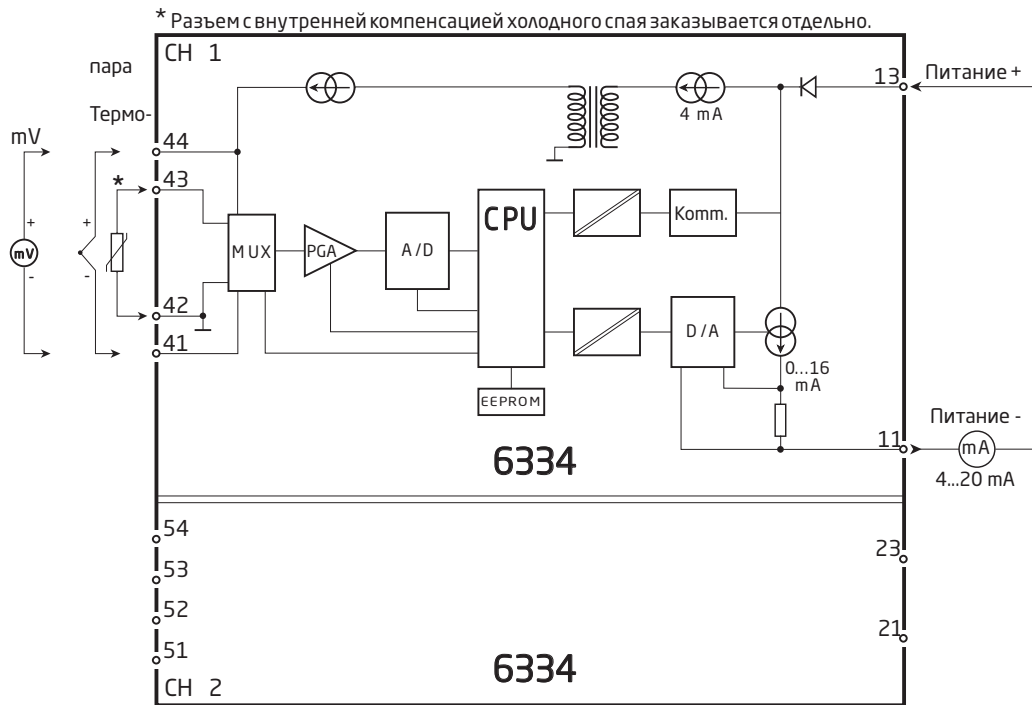 * Разъем с внутренней компенсацией холодного спая заказывается отдельно.
CH 1
пара
Термо-
mV
44
43
*
+
mV
-
+
-
42
41
MUX
PGA
A/D
CPU
EEPROM
Komm.
D/A
4 mA
0...16
mA
13
Питание +
11
Питание -
mA
4...20 mA
6334
54
53
52
51
23
21
6334
CH 2